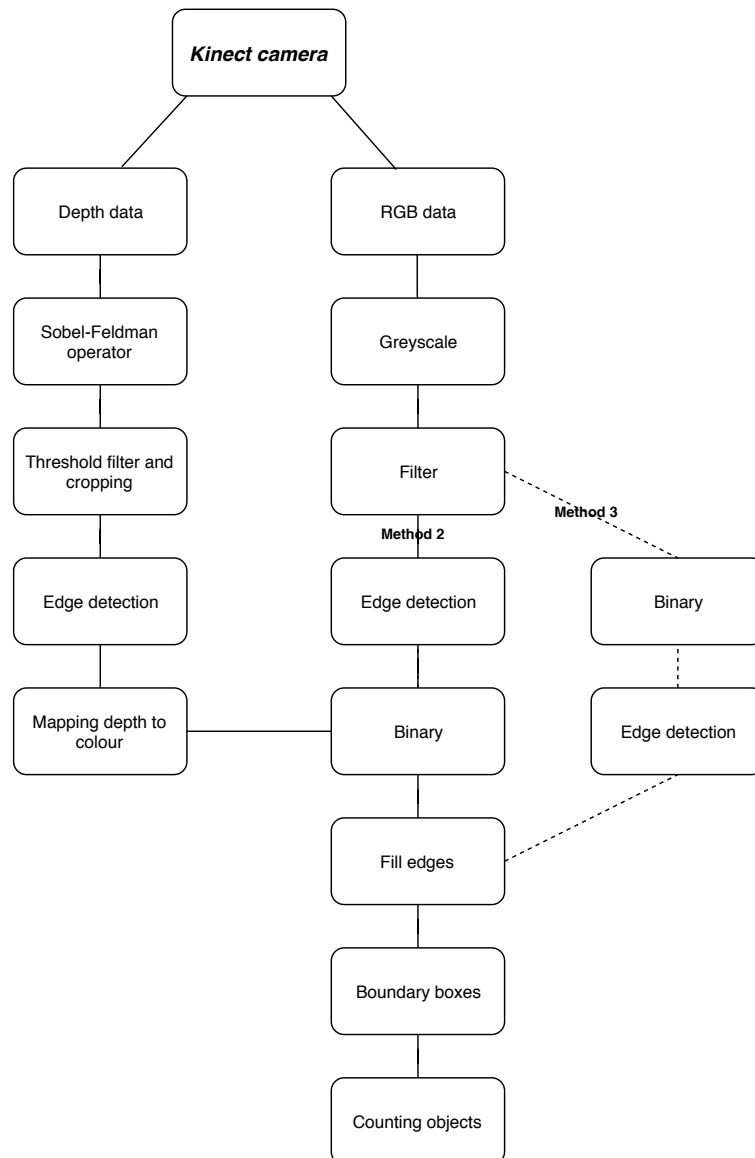 Kinect camera
Depth data
RGB data
Sobel-Feldman
operator
Greyscale
Threshold filter and
cropping
Filter
Method 3
Method 2
Edge detection
Edge detection
Binary
Mapping depth to
colour
Binary
Edge detection
Fill edges
Boundary boxes
Counting objects